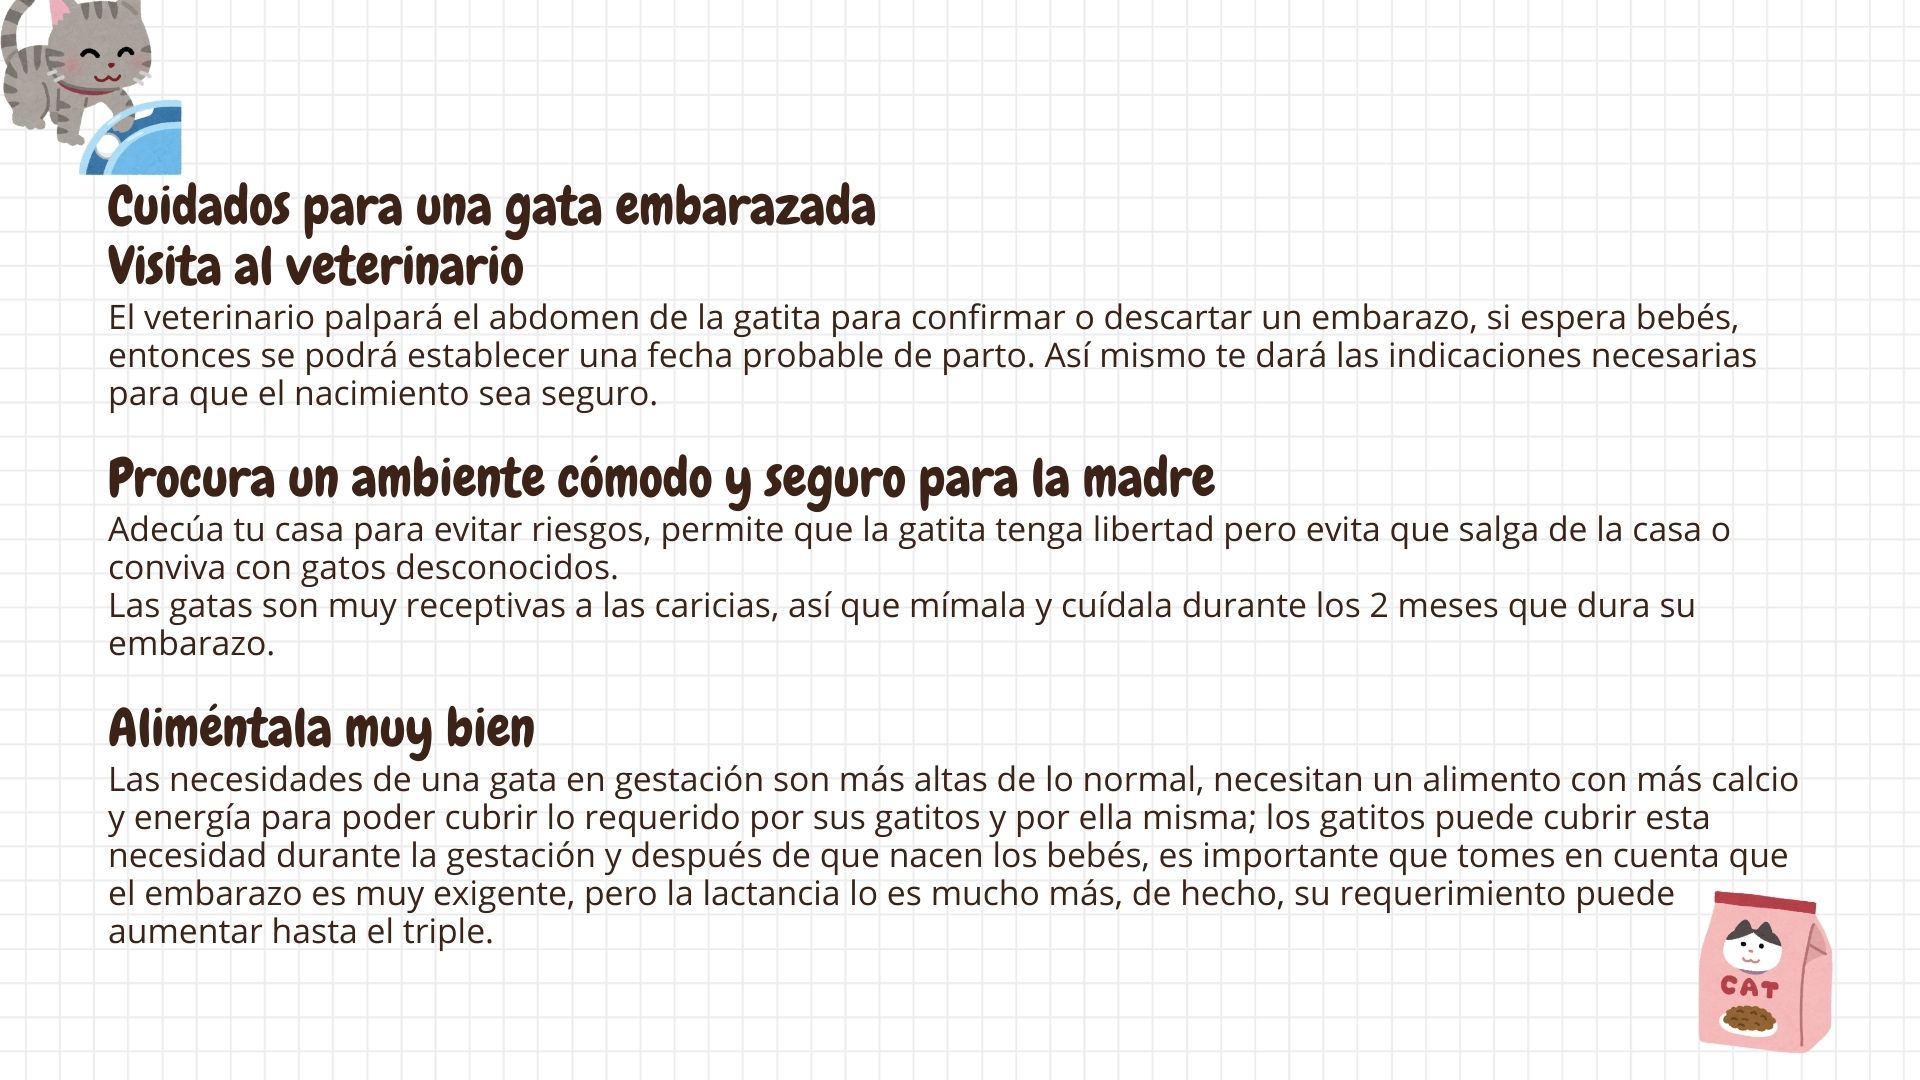 Cuidados para una gata embarazada
Visita al veterinario
El veterinario palpará el abdomen de la gatita para confirmar o descartar un embarazo, si espera bebés,
entonces se podrá establecer una fecha probable de parto. Así mismo te dará las indicaciones necesarias
para que el nacimiento sea seguro.
Procura un ambiente cómodo y seguro para la madre
Adecúa tu casa para evitar riesgos, permite que la gatita tenga libertad pero evita que salga de la casa o
conviva con gatos desconocidos.
Las gatas son muy receptivas a las caricias, así que mímala y cuídala durante los 2 meses que dura su
embarazo.
Aliméntala muy bien
Las necesidades de una gata en gestación son más altas de lo normal, necesitan un alimento con más calcio
y energía para poder cubrir lo requerido por sus gatitos y por ella misma; los gatitos puede cubrir esta
necesidad durante la gestación y después de que nacen los bebés, es importante que tomes en cuenta que
el embarazo es muy exigente, pero la lactancia lo es mucho más, de hecho, su requerimiento puede
aumentar hasta el triple.
CAT